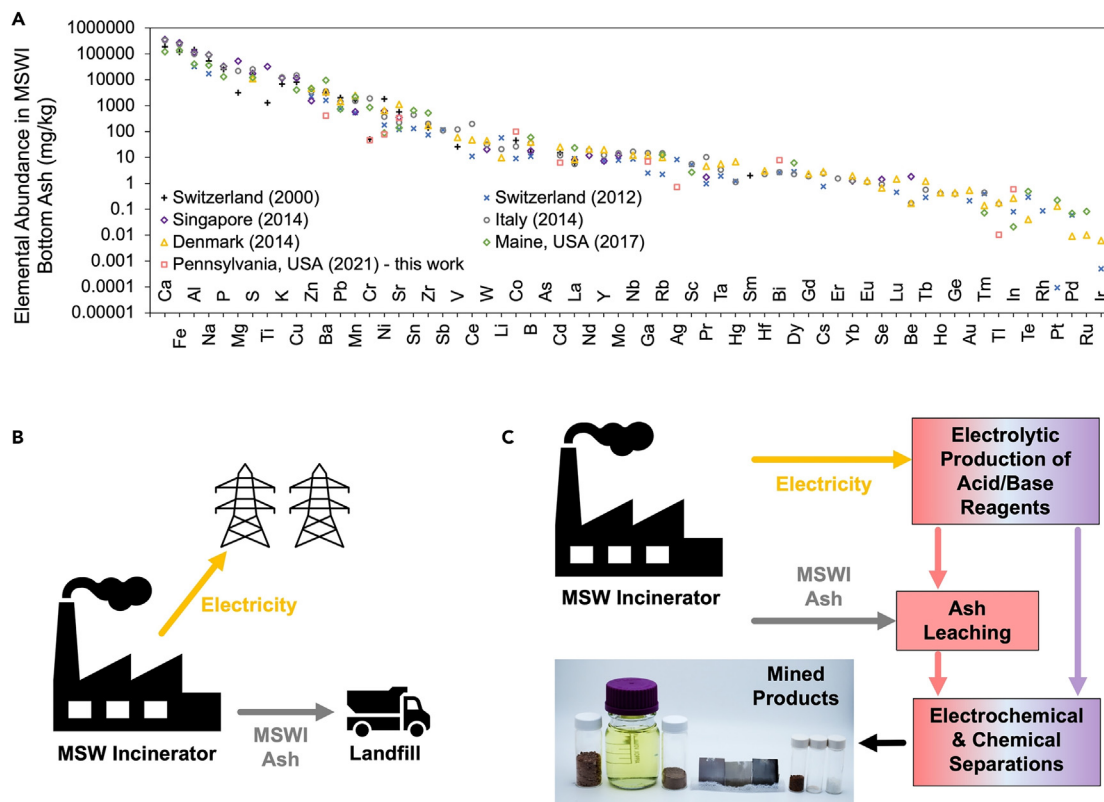 A
Elemental Abundance in MSWI
Bottom Ash (mg/kg)
1000000
100000
10000
1000
100
10
1
0.1
0.01
0.001
0.0001
0.00001
Switzerland (2000)
Switzerland (2012)
Singapore (2014)
Italy (2014)
Denmark (2014)
Maine, USA (2017)
Pennsylvania, USA (2021) - this work
Ca Al P S K Zn Pb Cr Sr Zr V W Co As La Y Nb Rb Sc Ta Sm Bi Gd Er Eu Lu Tb Ge Tm In Rh Pd Ir
Fe Na Mg Ti Cu Ba Mn Ni Sn Sb Ce Li B Cd Nd Mo Ga Ag Pr Hg Hf Dy Cs Yb Se Be Ho Au Tl Te Pt Ru
B
Electricity
MSW Incinerator
MSWI
Ash
Landfill
C
MSW Incinerator
Electricity
Electrolytic
Production of
Acid/Base
Reagents
MSWI
Ash
Ash
Leaching
Mined
Products
Electrochemical
& Chemical
Separations